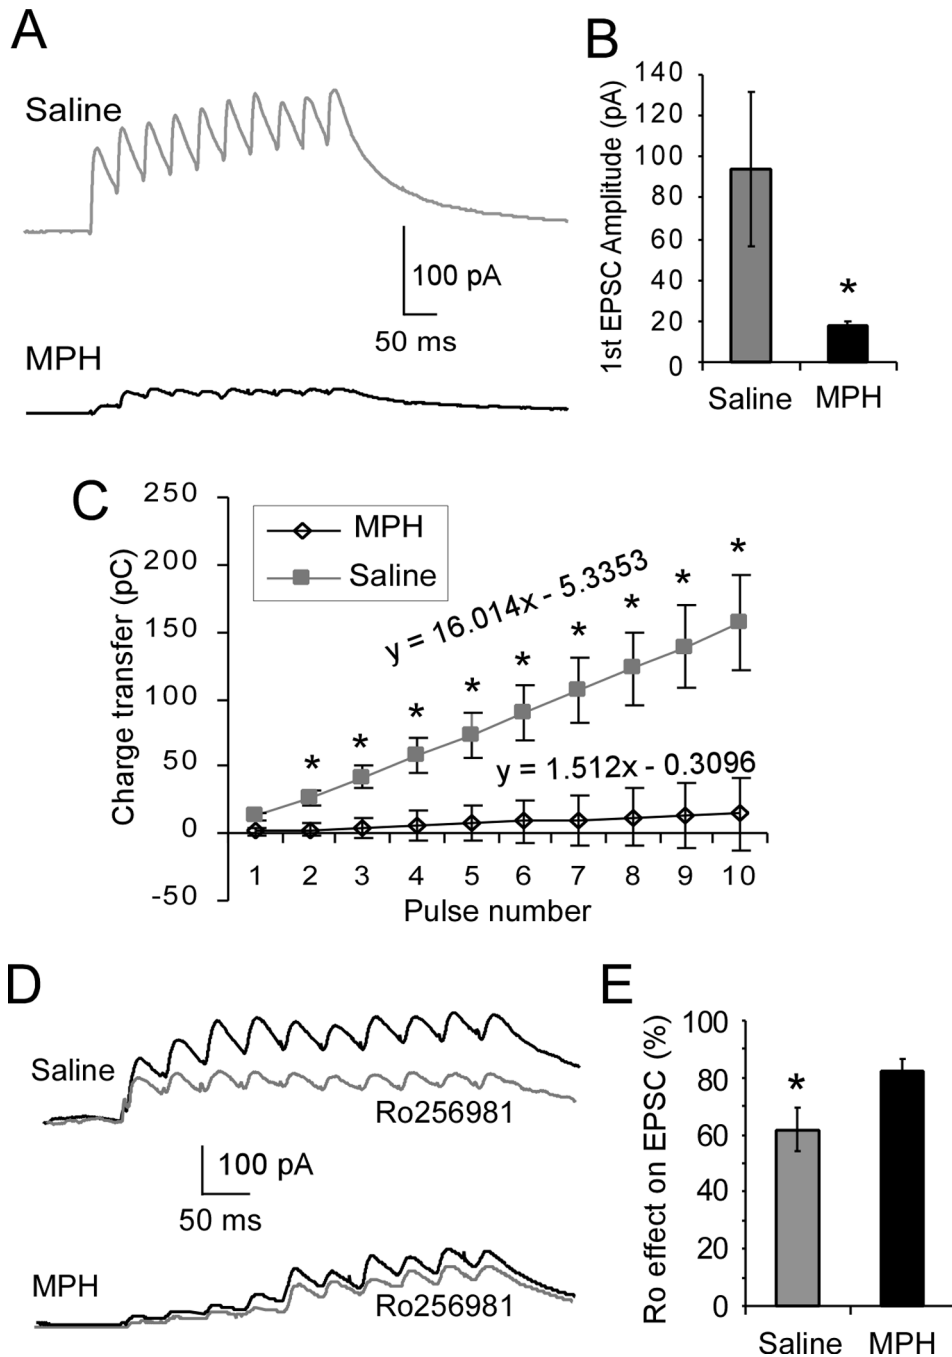 A
Saline
100 pA
50 ms
MPH
B
1st EPSC Amplitude (pA)
140
120
100
80
60
40
20
0
*
Saline
MPH
C
Charge transfer (pC)
250
200
150
100
50
0
-50
MPH
Saline
y = 16.014x - 5.3353
y = 1.512x - 0.3096
* * * * * * * * *
1 2 3 4 5 6 7 8 9 10
Pulse number
D
Saline
Ro256981
100 pA
50 ms
MPH
Ro256981
E
Ro effect on EPSC (%)
100
80
60
40
20
0
*
Saline
MPH